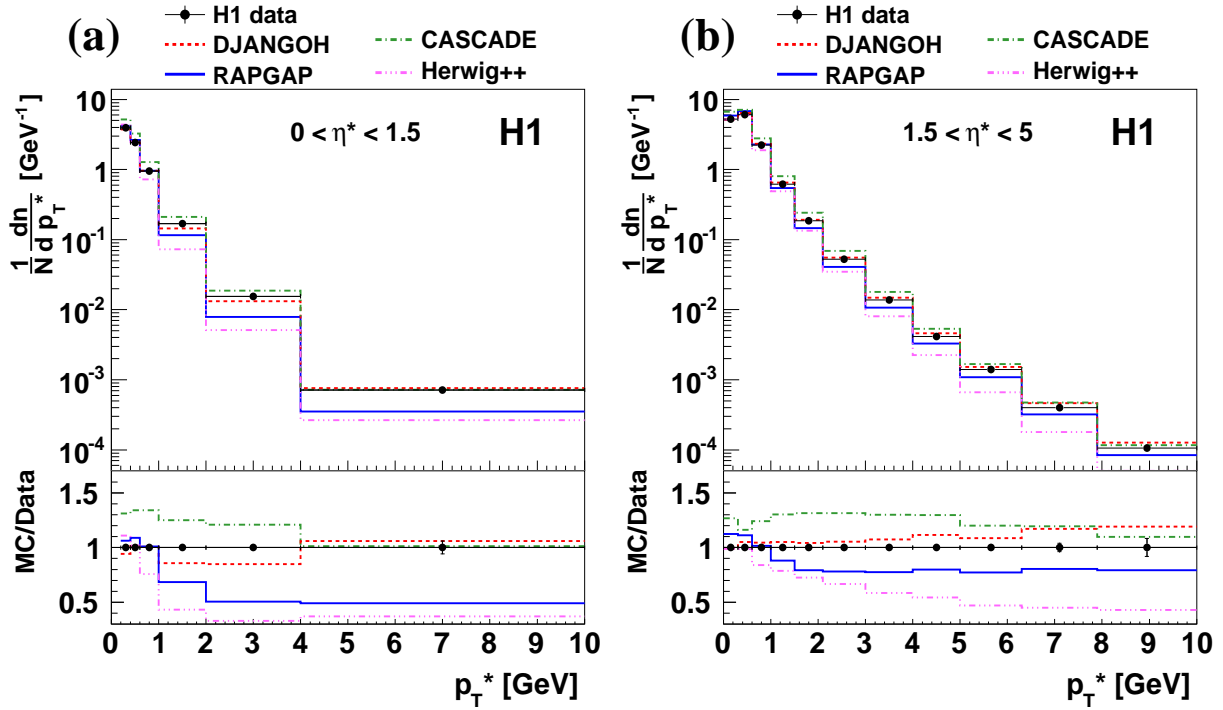 (a)
H1 data
DJANGOH
RAPGAP
CASCADE
Herwig++
0 < η* < 1.5
H1
1/N dn/d p_T* [GeV⁻¹]
10
1
10⁻¹
10⁻²
10⁻³
10⁻⁴
MC/Data
1.5
1
0.5
0 1 2 3 4 5 6 7 8 9 10
p_T* [GeV]
(b)
H1 data
DJANGOH
RAPGAP
CASCADE
Herwig++
1.5 < η* < 5
H1
1/N dn/d p_T* [GeV⁻¹]
10
1
10⁻¹
10⁻²
10⁻³
10⁻⁴
MC/Data
1.5
1
0.5
0 1 2 3 4 5 6 7 8 9 10
p_T* [GeV]